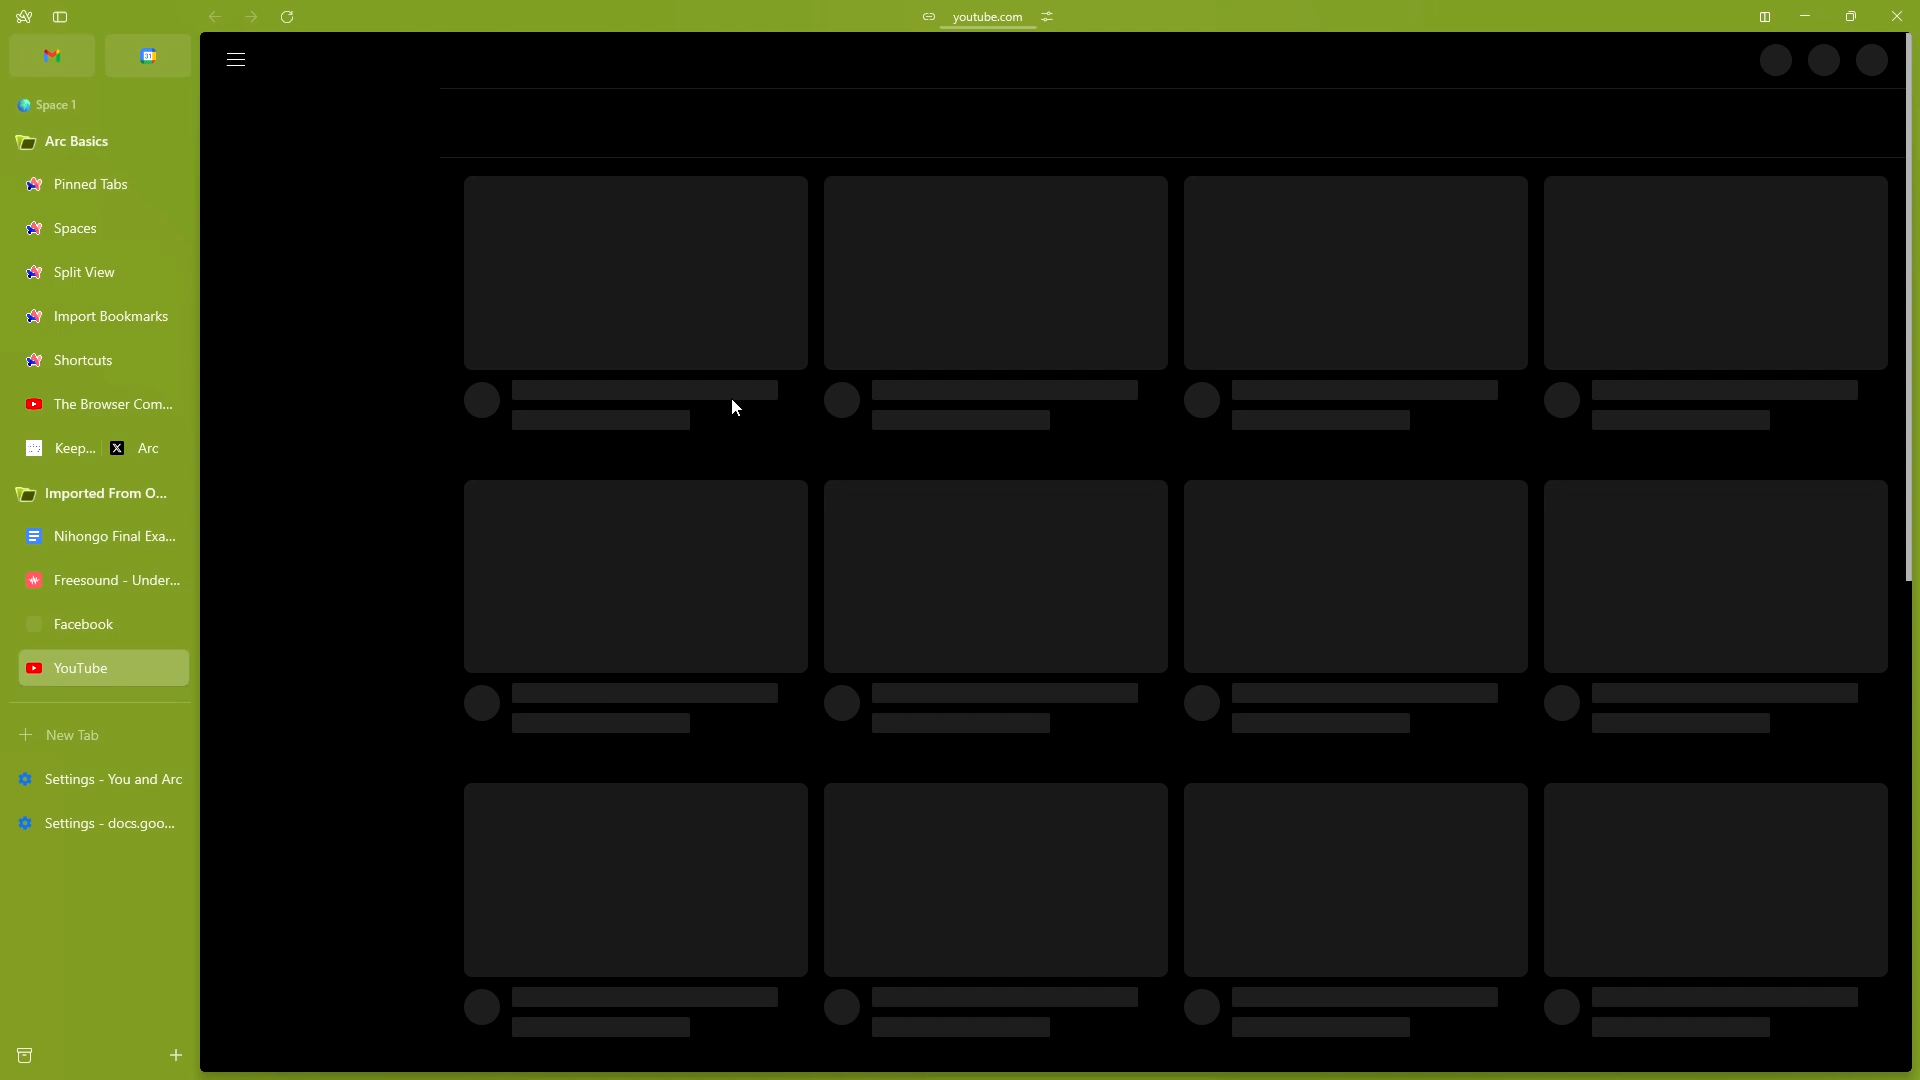 youtube.com
31
Space 1
Arc Basics
Pinned Tabs
Spaces
Split View
Import Bookmarks
Shortcuts
The Browser Com...
Keep... X Arc
Imported From O...
Nihongo Final Exa...
Freesound - Under...
Facebook
YouTube
New Tab
Settings - You and Arc
Settings - docs.goo...